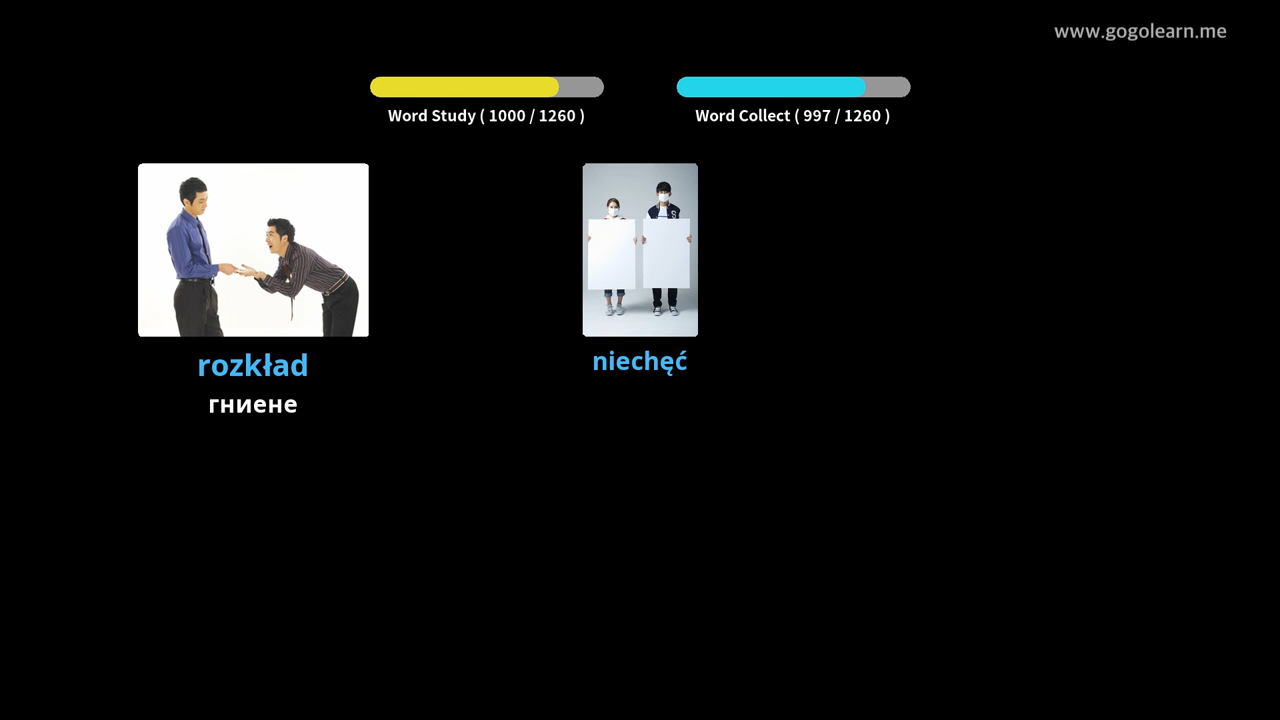 www.gogolearn.me
Word Study ( 1000 / 1260 )
Word Collect ( 997 / 1260 )
rozkład
гниене
niechęć